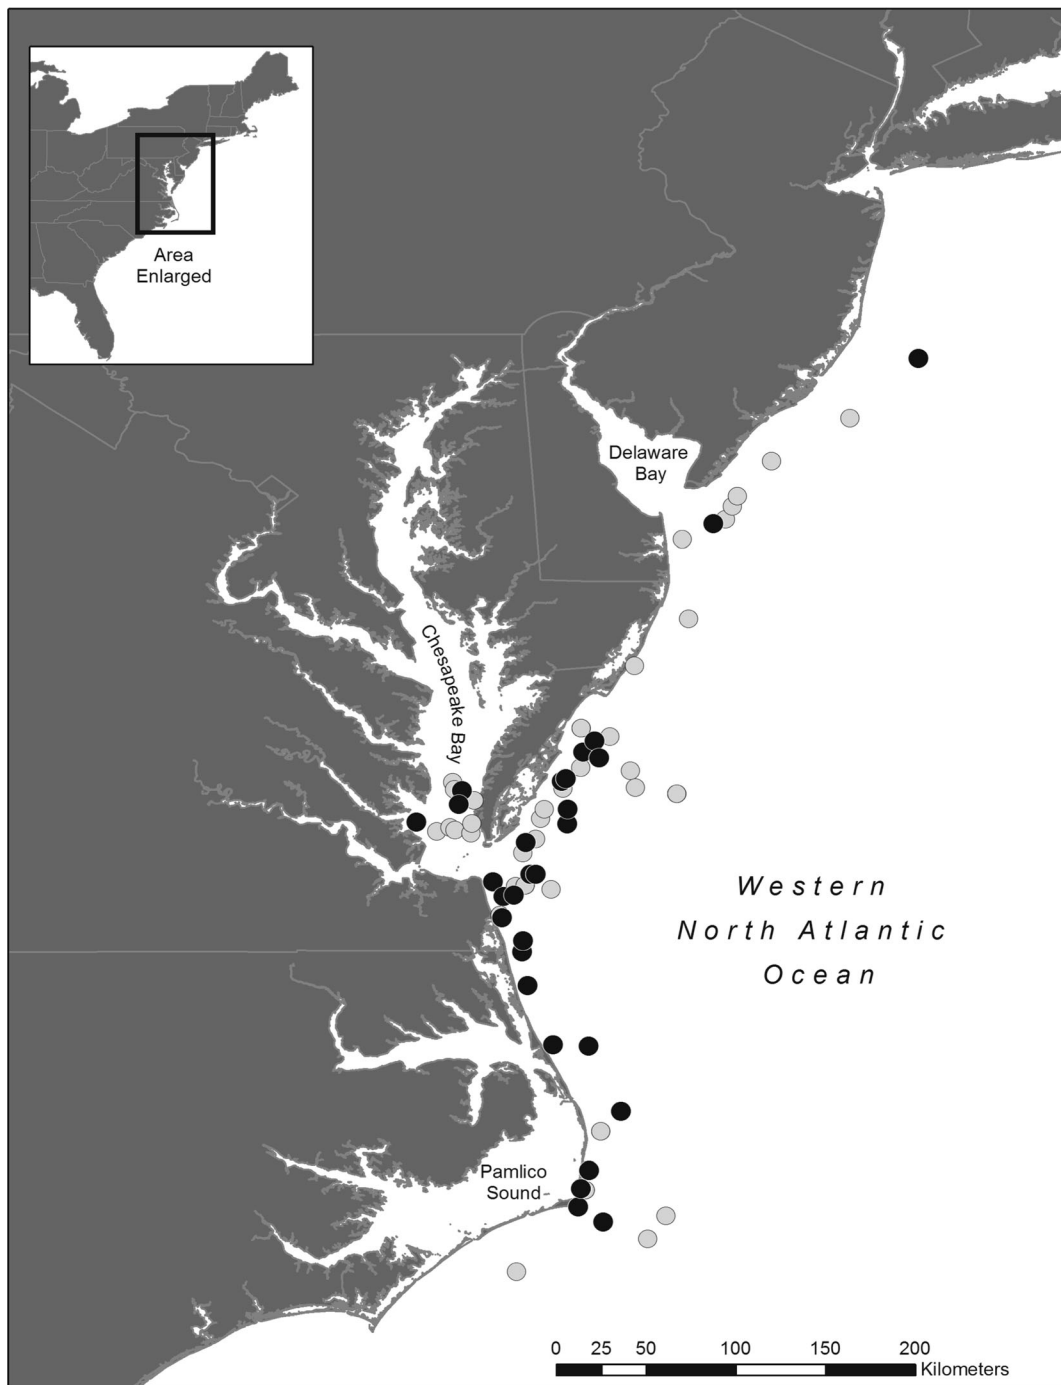 Area
Enlarged
Delaware
Bay
Chesapeake Bay
Western
North Atlantic
Ocean
Pamlico
Sound
0 25 50 100 150 200
Kilometers